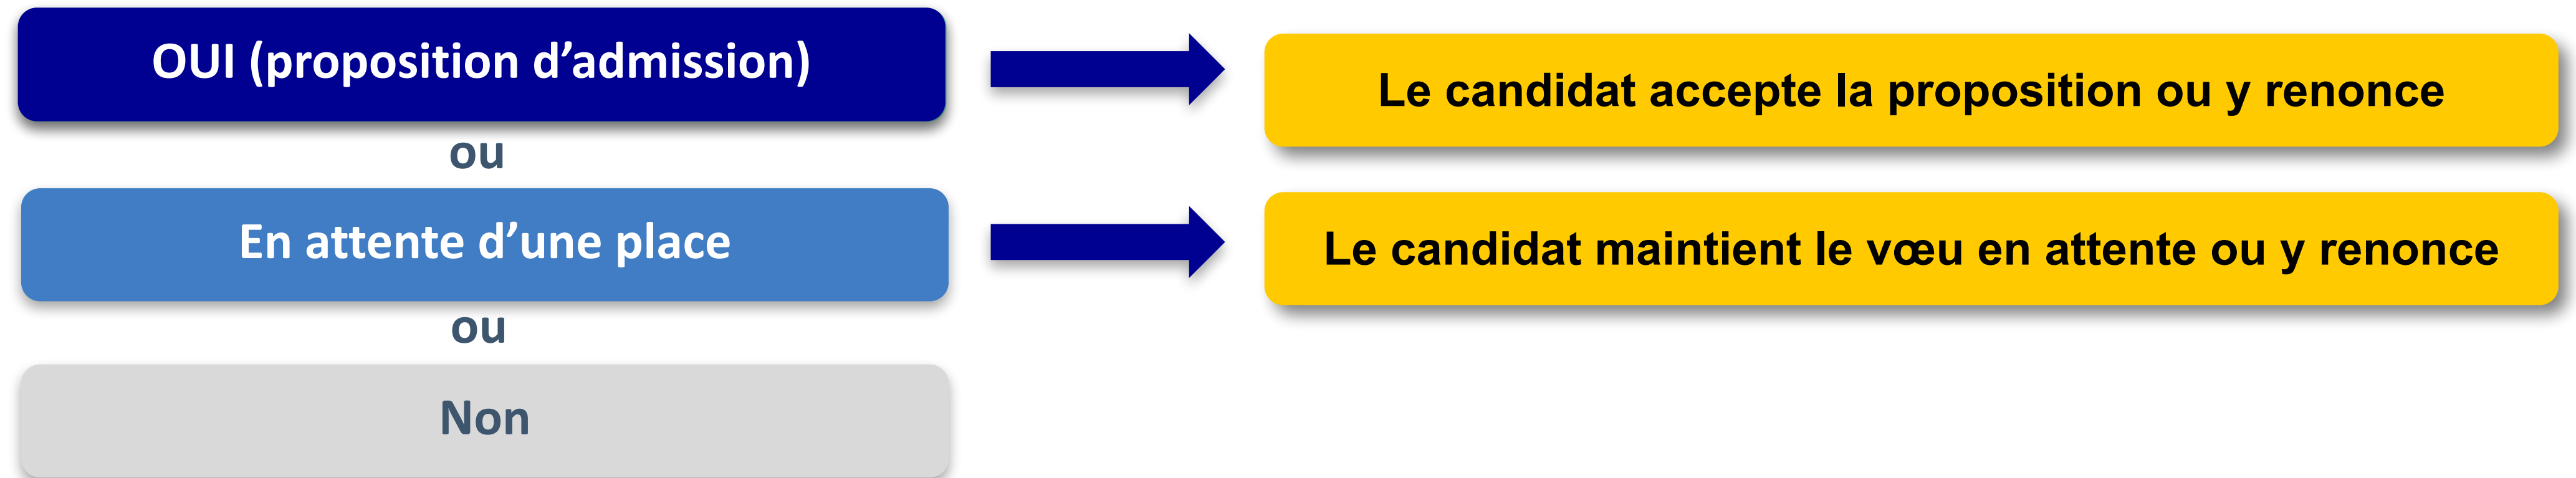 OUI (proposition d’admission)
Le candidat accepte la proposition ou y renonce
ou
En attente d’une place
Le candidat maintient le vœu en attente ou y renonce
ou
Non